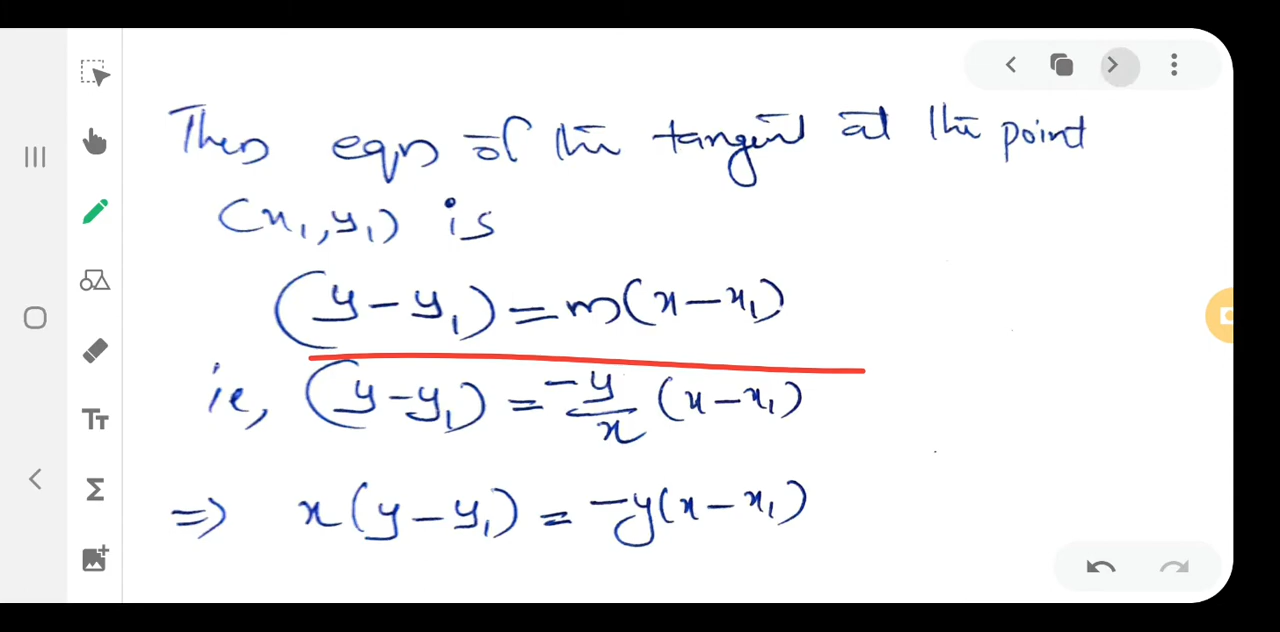 Then eqn of the tangent at the point
(x₁, y₁) is
(y − y₁) = m(x − x₁)
ie, (y − y₁) = −y/x (x − x₁)
⇒ x(y − y₁) = −y(x − x₁)